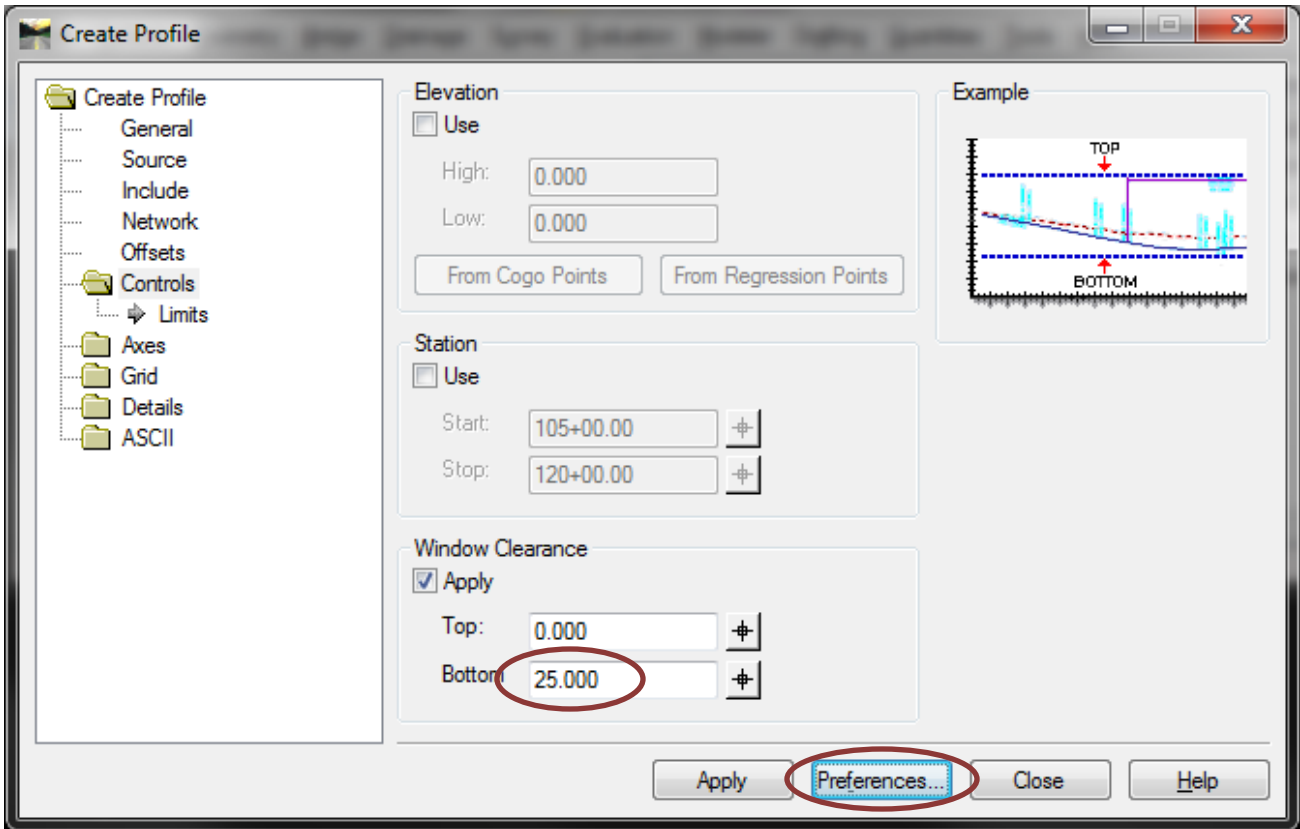 Create Profile
Create Profile
General
Source
Include
Network
Offsets
Controls
Limits
Axes
Grid
Details
ASCII
Elevation
Use
High: 0.000
Low: 0.000
From Cogo Points From Regression Points
Station
Use
Start: 105+00.00
Stop: 120+00.00
Window Clearance
Apply
Top: 0.000
Bottom 25.000
Example
TOP
BOTTOM
Apply Preferences... Close Help